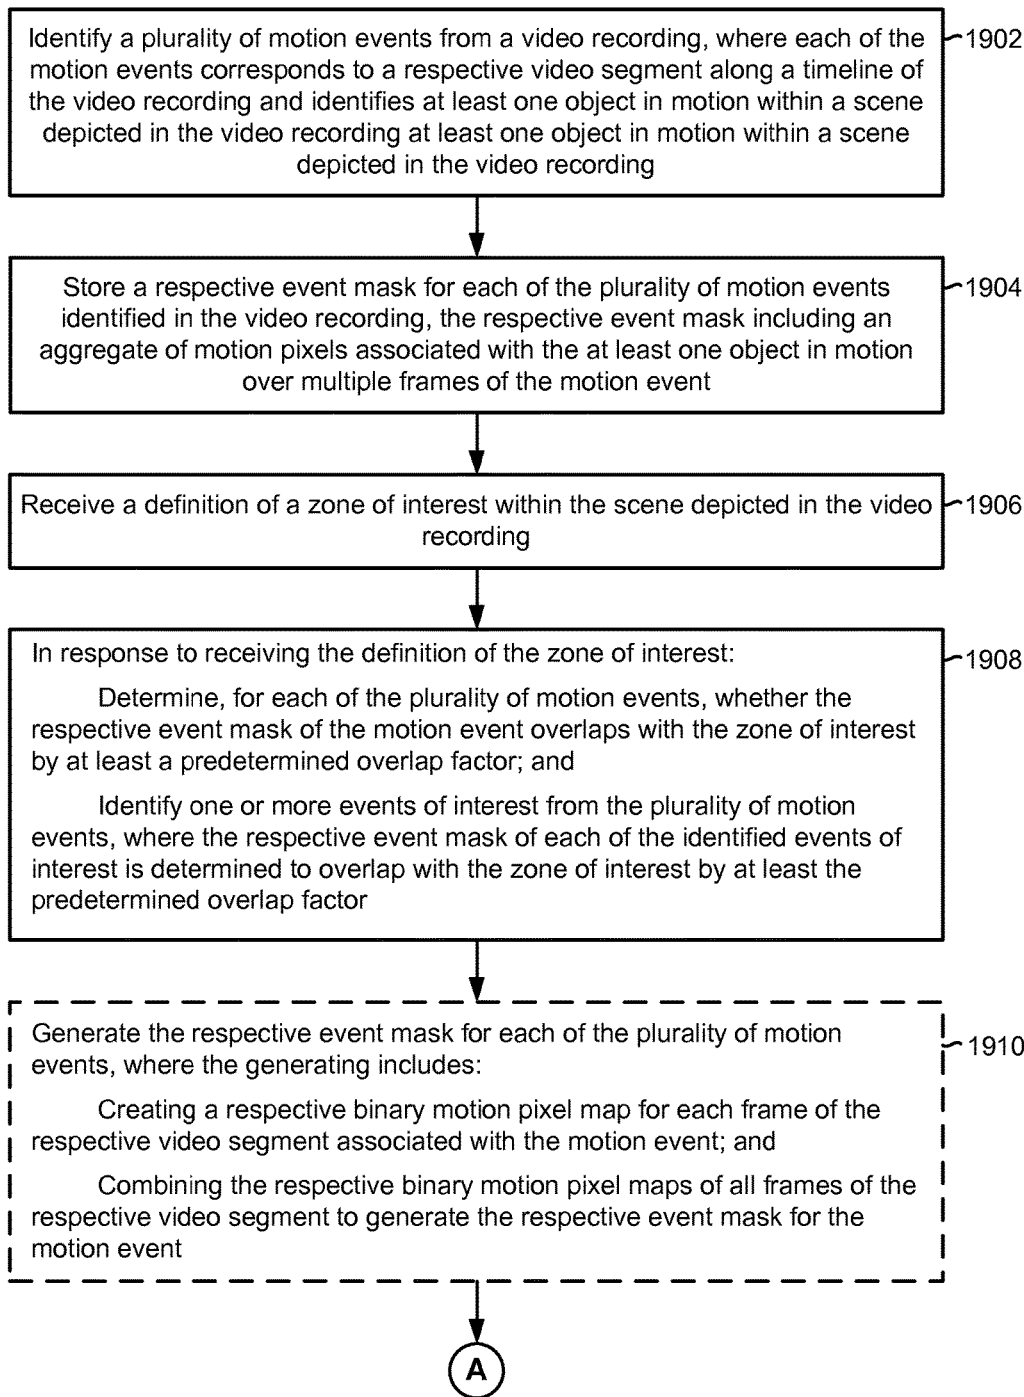 Identify a plurality of motion events from a video recording, where each of the
motion events corresponds to a respective video segment along a timeline of
the video recording and identifies at least one object in motion within a scene
depicted in the video recording at least one object in motion within a scene
depicted in the video recording
1902
Store a respective event mask for each of the plurality of motion events
identified in the video recording, the respective event mask including an
aggregate of motion pixels associated with the at least one object in motion
over multiple frames of the motion event
1904
Receive a definition of a zone of interest within the scene depicted in the video
recording
1906
In response to receiving the definition of the zone of interest:
Determine, for each of the plurality of motion events, whether the
respective event mask of the motion event overlaps with the zone of interest
by at least a predetermined overlap factor; and
Identify one or more events of interest from the plurality of motion
events, where the respective event mask of each of the identified events of
interest is determined to overlap with the zone of interest by at least the
predetermined overlap factor
1908
Generate the respective event mask for each of the plurality of motion
events, where the generating includes:
Creating a respective binary motion pixel map for each frame of the
respective video segment associated with the motion event; and
Combining the respective binary motion pixel maps of all frames of the
respective video segment to generate the respective event mask for the
motion event
1910
A